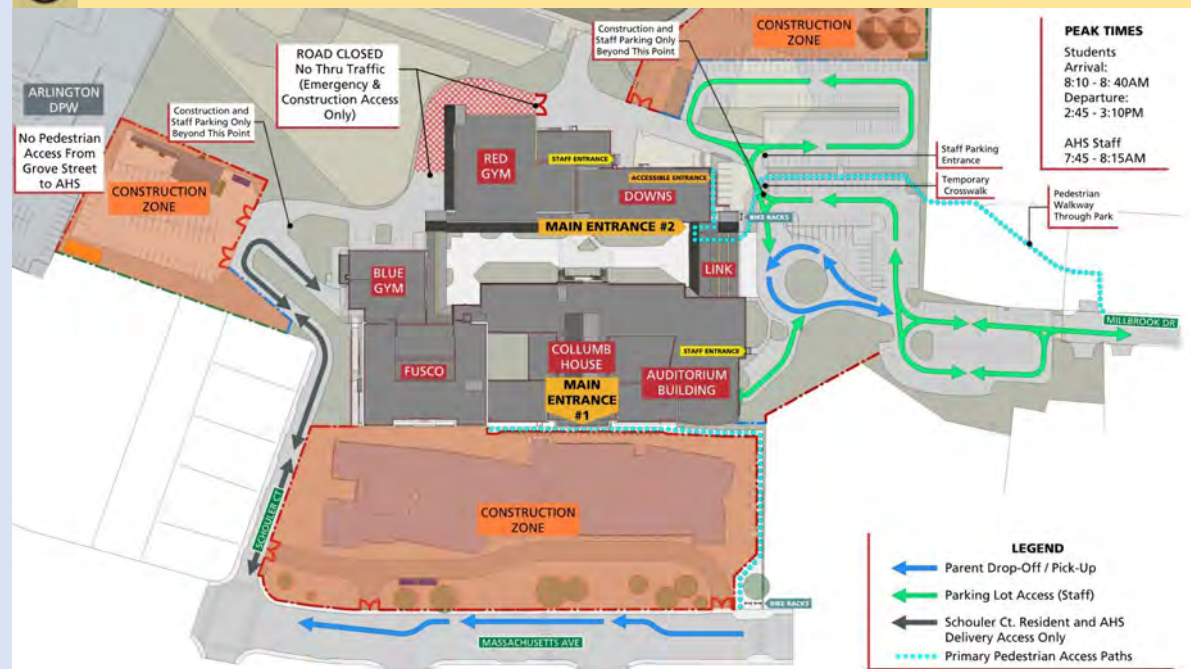 Construction and
Staff Parking Only
Beyond This Point
CONSTRUCTION
ZONE
PEAK TIMES
Students
Arrival:
8:10 - 8: 40AM
Departure:
2:45 - 3:10PM
AHS Staff
7:45 - 8:15AM
ROAD CLOSED
No Thru Traffic
(Emergency &
Construction Access
Only)
ARLINGTON
DPW
No Pedestrian
Access From
Grove Street
to AHS
Construction and
Staff Parking Only
Beyond This Point
CONSTRUCTION
ZONE
RED
GYM
STAFF ENTRANCE
ACCESSIBLE ENTRANCE
DOWNS
Staff Parking
Entrance
Temporary
Crosswalk
Pedestrian
Walkway
Through Park
BIKE RACKS
MAIN ENTRANCE #2
BLUE
GYM
LINK
MILLBROOK DR
FUSCO
COLLUMB
HOUSE
STAFF ENTRANCE
AUDITORIUM
BUILDING
MAIN
ENTRANCE
#1
CONSTRUCTION
ZONE
SCHOULER CT
BIKE RACKS
MASSACHUSETTS AVE
LEGEND
Parent Drop-Off / Pick-Up
Parking Lot Access (Staff)
Schouler Ct. Resident and AHS
Delivery Access Only
Primary Pedestrian Access Paths